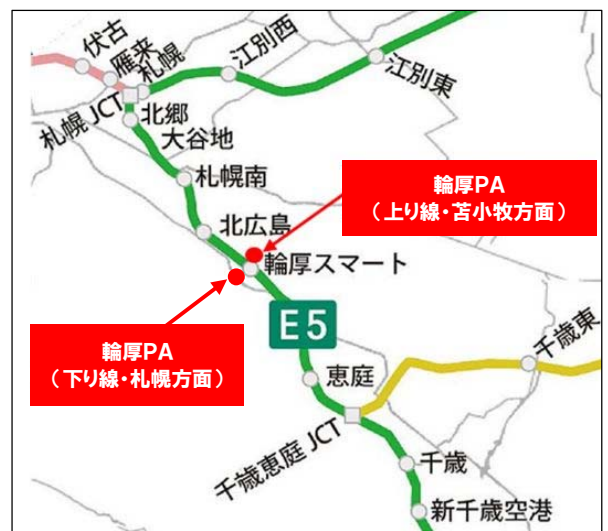 伏古
雁来
札幌
江別西
江別東
札幌 JCT
北郷
大谷地
札幌南
輪厚PA
（上り線・苫小牧方面）
北広島
輪厚スマート
E5
輪厚PA
（下り線・札幌方面）
千歳東
恵庭
千歳恵庭 JCT
千歳
新千歳空港